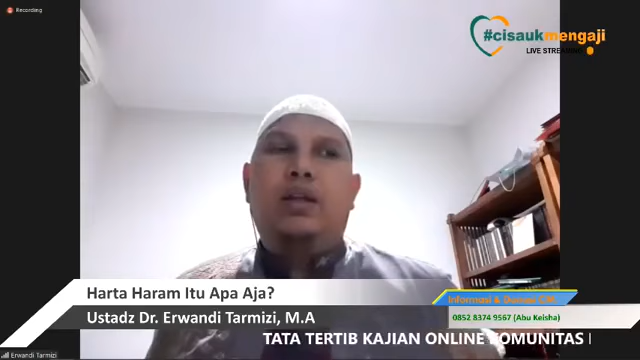 Recording
#cisaukmengaji
LIVE STREAMING
Harta Haram Itu Apa Aja?
Informasi & Donasi CM
Ustadz Dr. Erwandi Tarmizi, M.A
0852 8374 9567 (Abu Keisha)
TATA TERTIB KAJIAN ONLINE KOMUNITAS
Erwandi Tarmizi